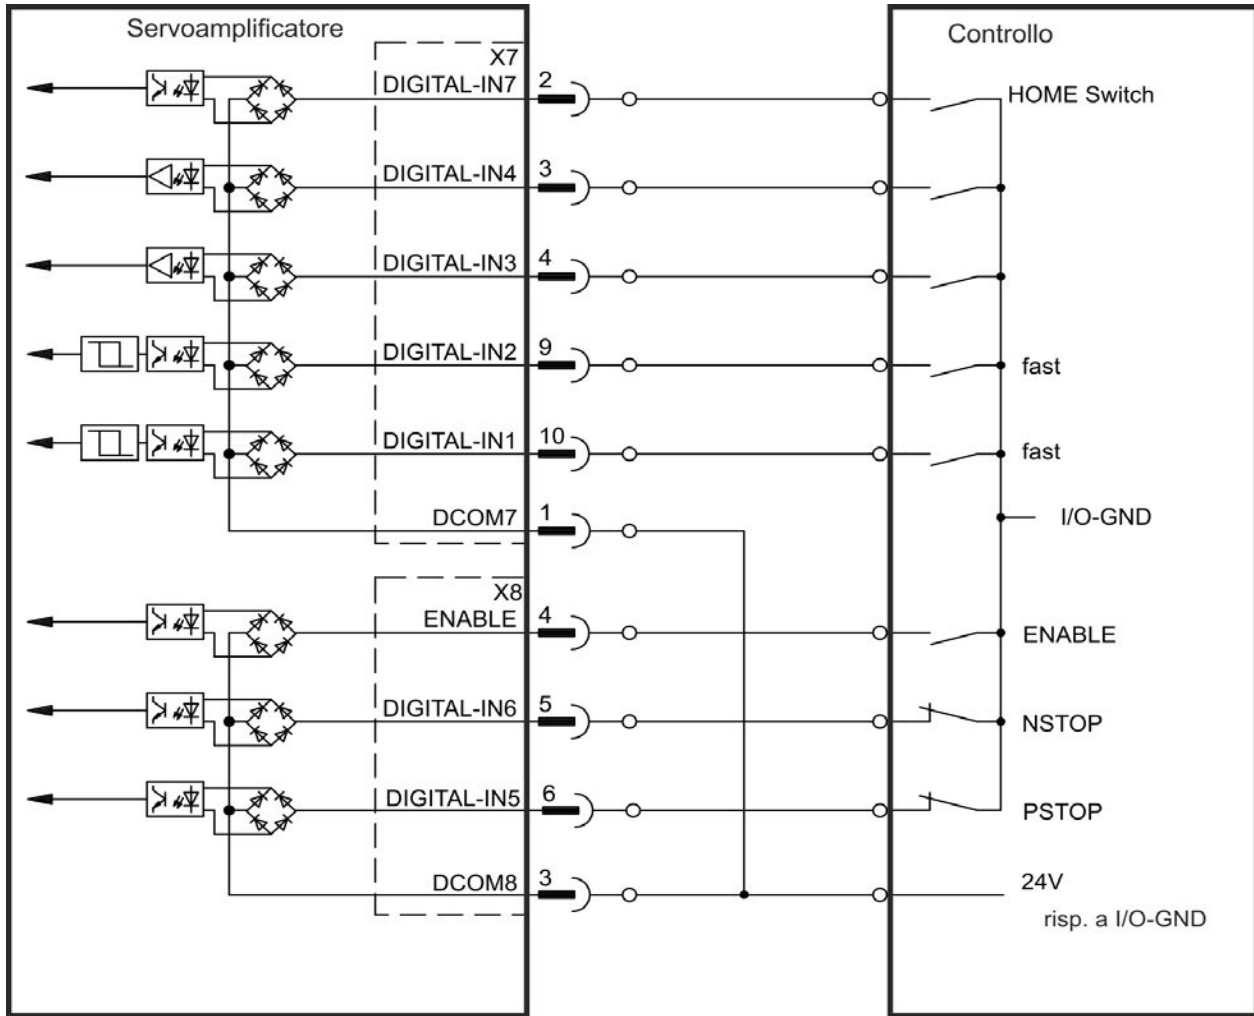 Servoamplificatore
Controllo
X7
DIGITAL-IN7 2 HOME Switch
DIGITAL-IN4 3
DIGITAL-IN3 4
DIGITAL-IN2 9 fast
DIGITAL-IN1 10 fast
DCOM7 1 I/O-GND
X8
ENABLE 4 ENABLE
DIGITAL-IN6 5 NSTOP
DIGITAL-IN5 6 PSTOP
DCOM8 3 24V
risp. a I/O-GND